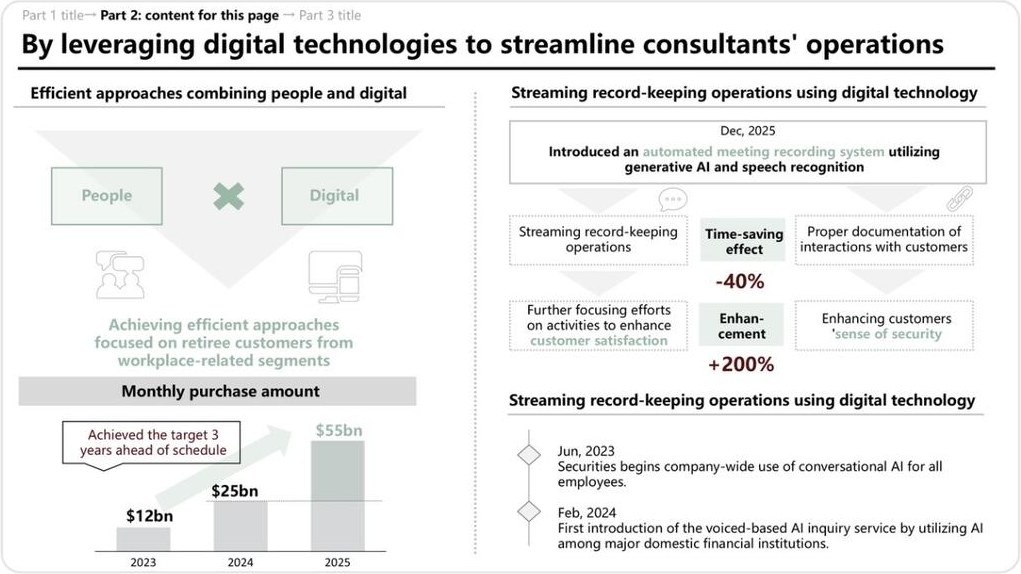 Part 1 title→ Part 2: content for this page → Part 3 title
By leveraging digital technologies to streamline consultants' operations
Efficient approaches combining people and digital
People
Digital
Achieving efficient approaches
focused on retiree customers from
workplace-related segments
Monthly purchase amount
Achieved the target 3
years ahead of schedule
$12bn
$25bn
$55bn
2023
2024
2025
Streaming record-keeping operations using digital technology
Dec, 2025
Introduced an automated meeting recording system utilizing
generative AI and speech recognition
Streaming record-keeping
operations
Time-saving
effect
-40%
Proper documentation of
interactions with customers
Further focusing efforts
on activities to enhance
customer satisfaction
Enhan-
cement
+200%
Enhancing customers
'sense of security
Streaming record-keeping operations using digital technology
Jun, 2023
Securities begins company-wide use of conversational AI for all
employees.
Feb, 2024
First introduction of the voiced-based AI inquiry service by utilizing AI
among major domestic financial institutions.